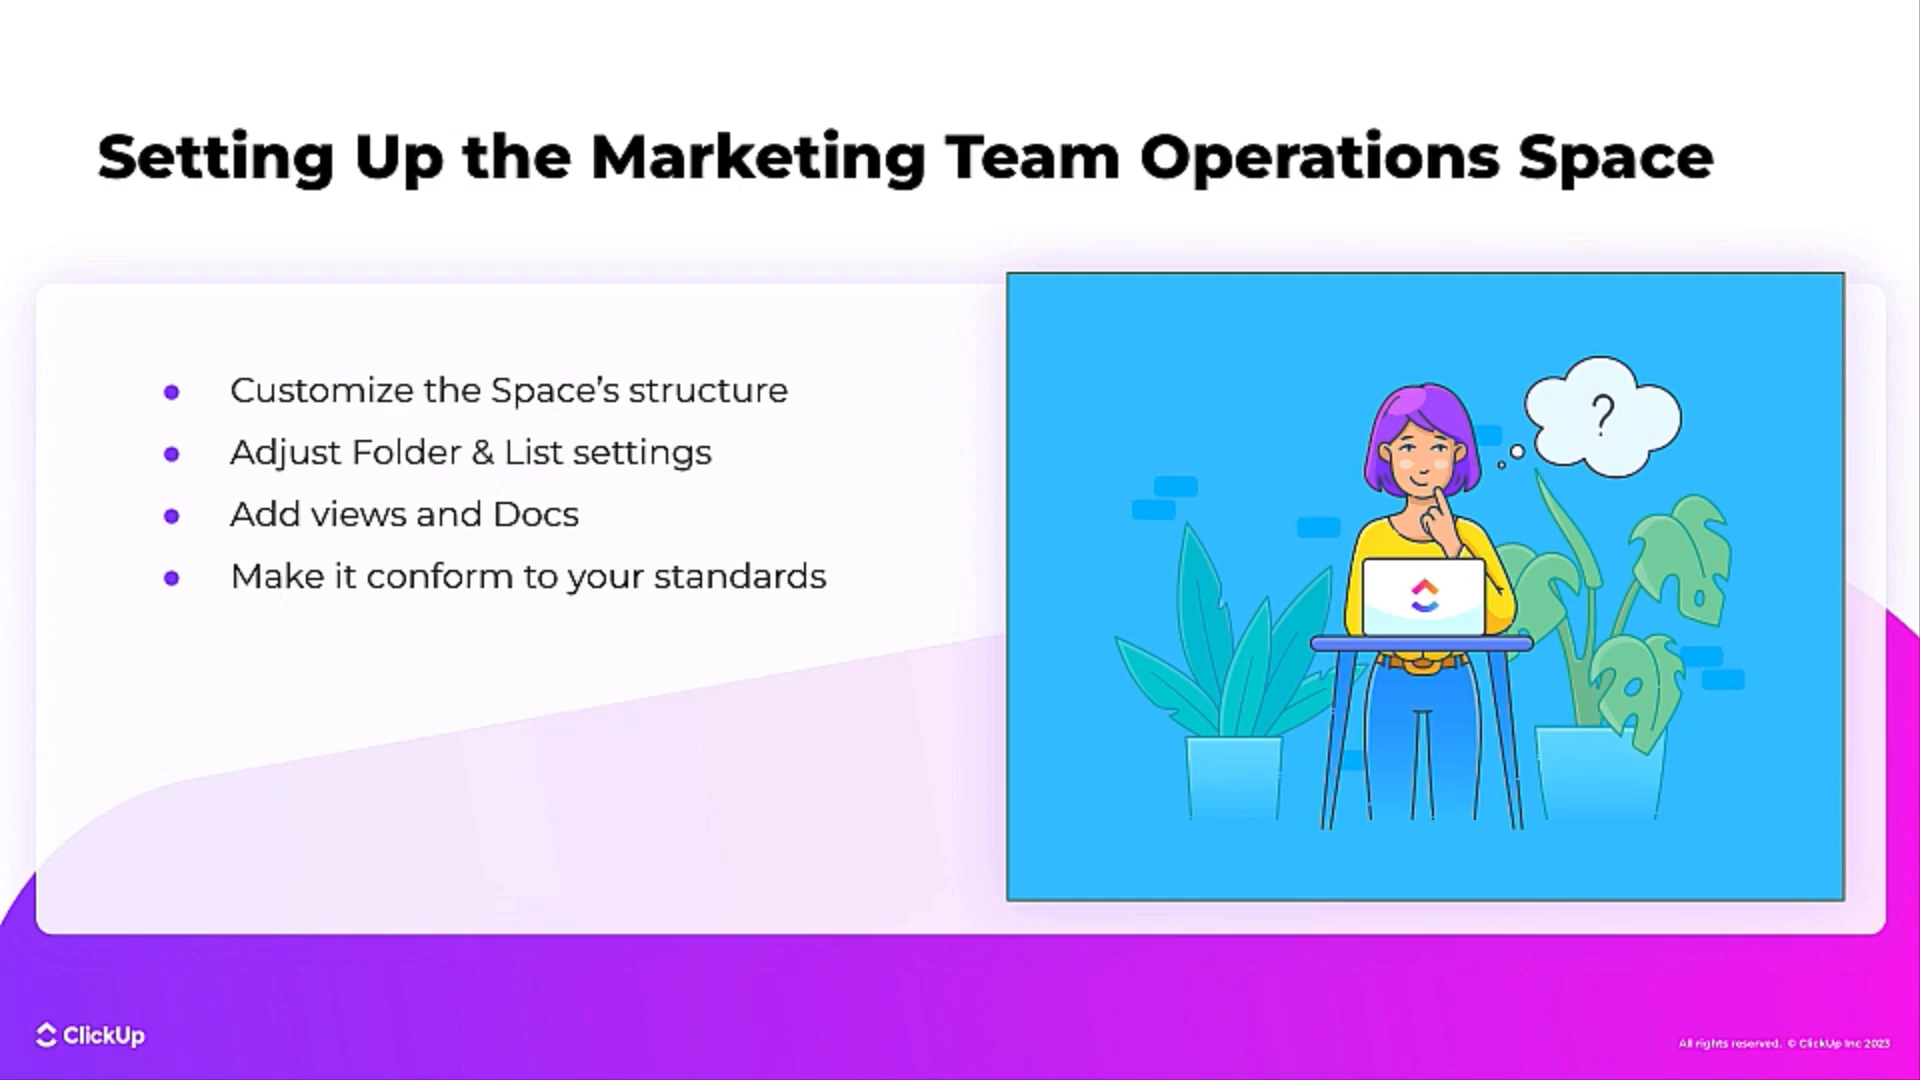 Setting Up the Marketing Team Operations Space
Customize the Space’s structure
Adjust Folder & List settings
Add views and Docs
Make it conform to your standards
?
ClickUp
All rights reserved. © ClickUp Inc 2023